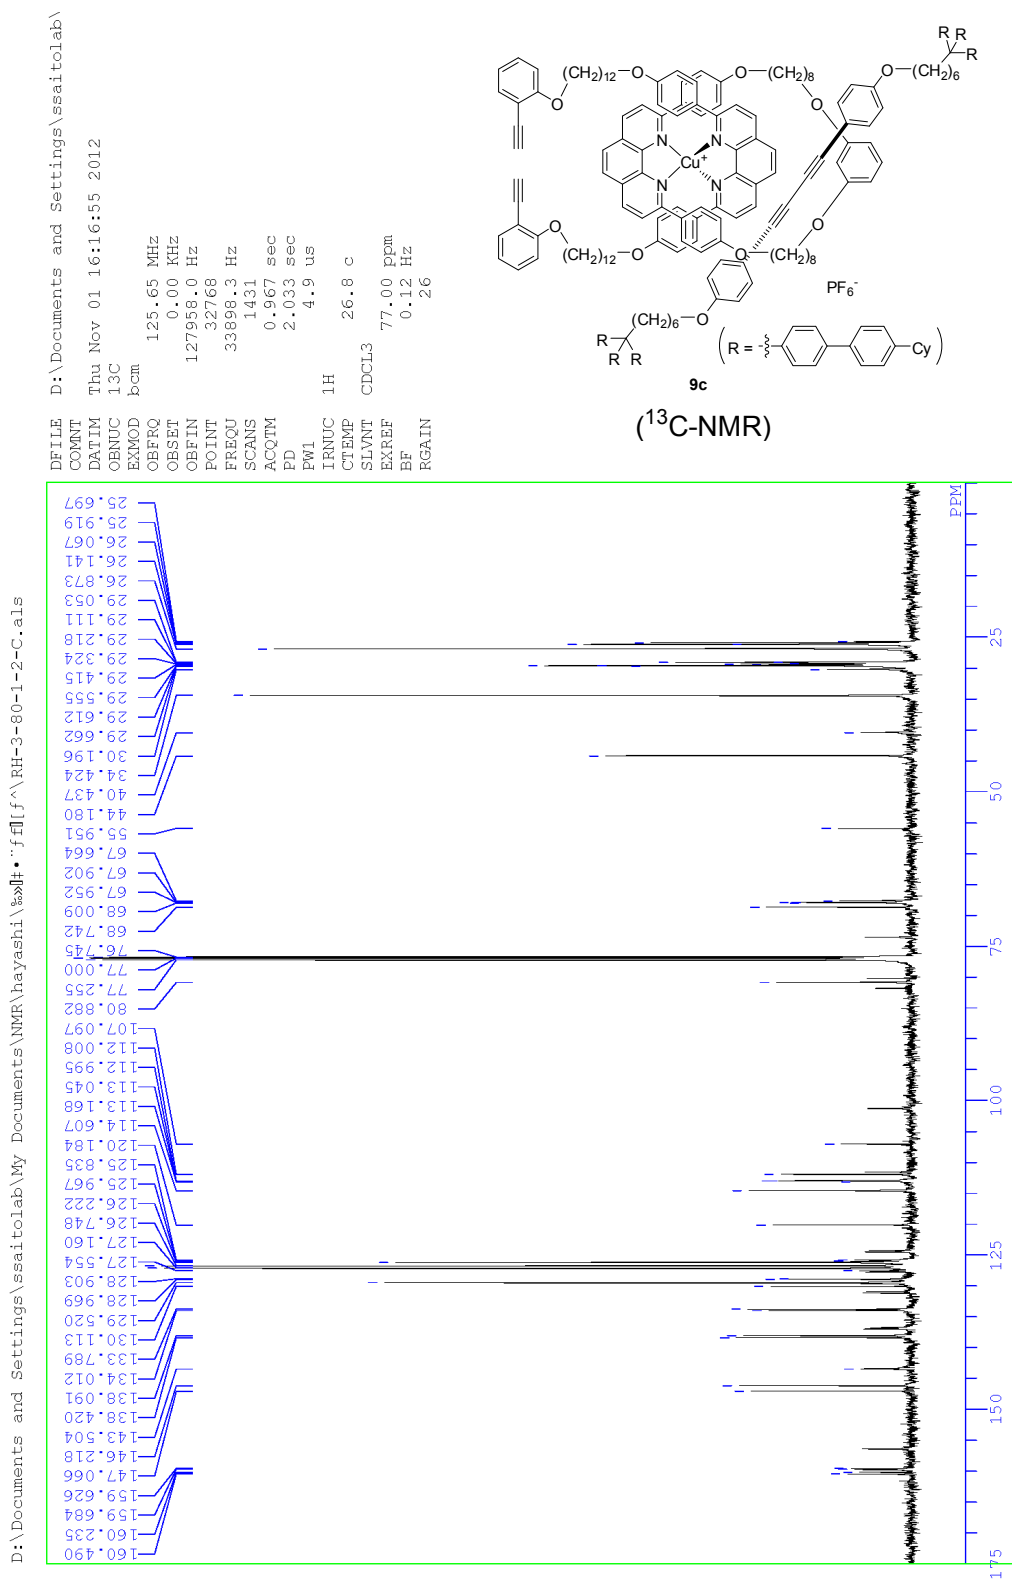 D:\Documents and Settings\ssaitolab\My Documents\NMR\hayashi\RH-3-80-1-2-C.als
DFILE D:\Documents and Settings\ssaitolab\
COMNT
DATIM Thu Nov 01 16:16:55 2012
OBNUC 13C
EXMOD bcm
OBFRQ 125.65 MHz
OBSET 0.00 KHz
OBFIN 127958.0 Hz
POINT 32768
FREQU 33898.3 Hz
SCANS 1431
ACQTM 0.967 sec
PD 2.033 sec
PW1 4.9 us
IRNUC 1H
CTEMP 26.8 c
SLVNT CDCL3
EXREF 77.00 ppm
BF 0.12 Hz
RGAIN 26
R R
R
O (CH2)12 O O (CH2)8 O (CH2)6
O
N N
Cu+
N N
O (CH2)12 O O (CH2)8 O
PF6-
(CH2)6 O
R R
R
(R = Cy)
9c
(13C-NMR)
25.697
25.919
26.067
26.141
26.873
29.053
29.111
29.218
29.324
29.415
29.555
29.612
29.662
30.196
34.424
40.437
44.180
55.951
67.664
67.902
67.952
68.009
68.742
76.745
77.000
77.255
80.882
107.097
112.008
112.995
113.045
113.168
114.607
120.184
125.835
125.967
126.222
126.748
127.160
127.554
128.903
128.969
129.520
130.113
133.789
134.012
138.091
138.420
143.504
146.218
147.066
159.626
159.684
160.235
160.490
PPM
25
50
75
100
125
150
175